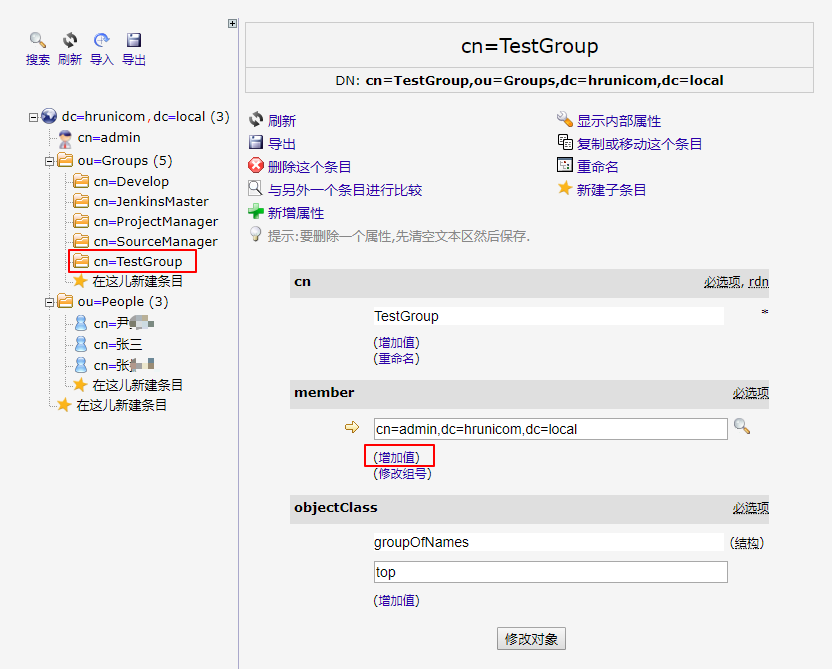 搜索 刷新 导入 导出
dc=hrunicom,dc=local (3)
cn=admin
ou=Groups (5)
cn=Develop
cn=JenkinsMaster
cn=ProjectManager
cn=SourceManager
cn=TestGroup
在这儿新建条目
ou=People (3)
cn=尹
cn=张三
cn=张
在这儿新建条目
在这儿新建条目
cn=TestGroup
DN: cn=TestGroup,ou=Groups,dc=hrunicom,dc=local
刷新
导出
删除这个条目
与另外一个条目进行比较
新增属性
提示:要删除一个属性,先清空文本区然后保存.
显示内部属性
复制或移动这个条目
重命名
新建子条目
cn 必选项, rdn
TestGroup *
(增加值)
(重命名)
member 必选项
cn=admin,dc=hrunicom,dc=local
(增加值)
(修改组号)
objectClass 必选项
groupOfNames (结构)
top
(增加值)
修改对象